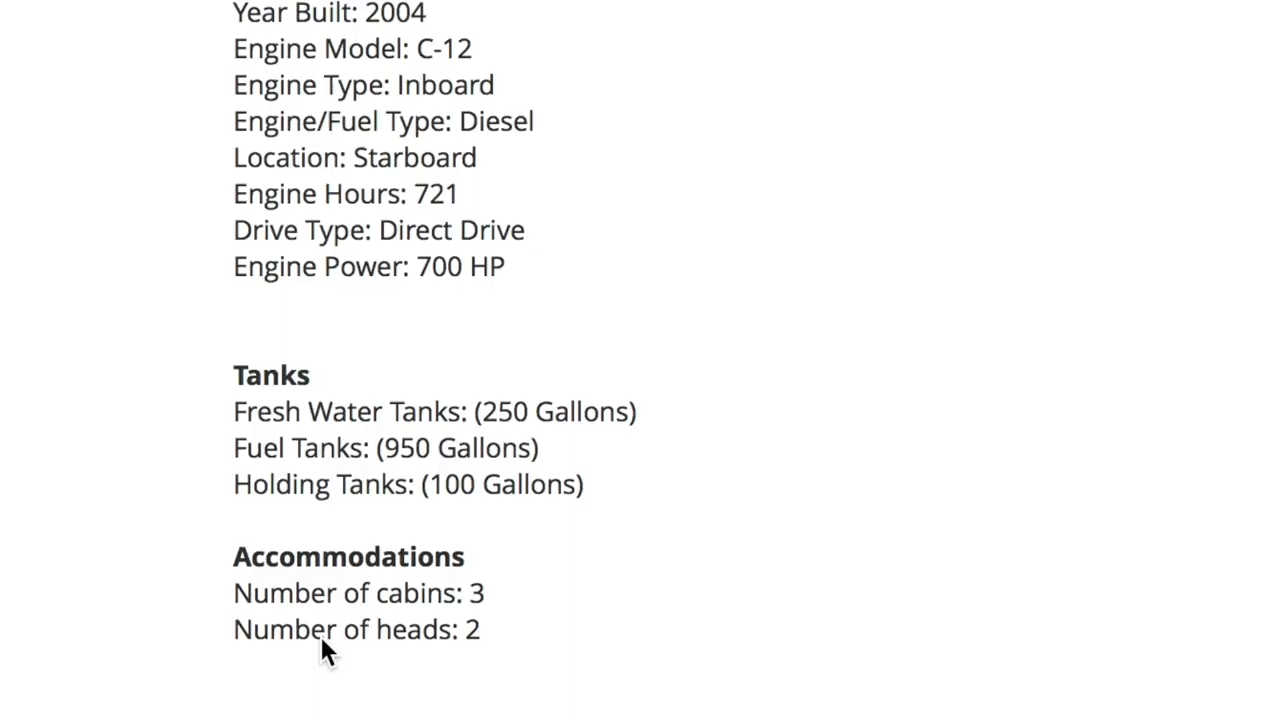 Year Built: 2004
Engine Model: C-12
Engine Type: Inboard
Engine/Fuel Type: Diesel
Location: Starboard
Engine Hours: 721
Drive Type: Direct Drive
Engine Power: 700 HP
Tanks
Fresh Water Tanks: (250 Gallons)
Fuel Tanks: (950 Gallons)
Holding Tanks: (100 Gallons)
Accommodations
Number of cabins: 3
Number of heads: 2